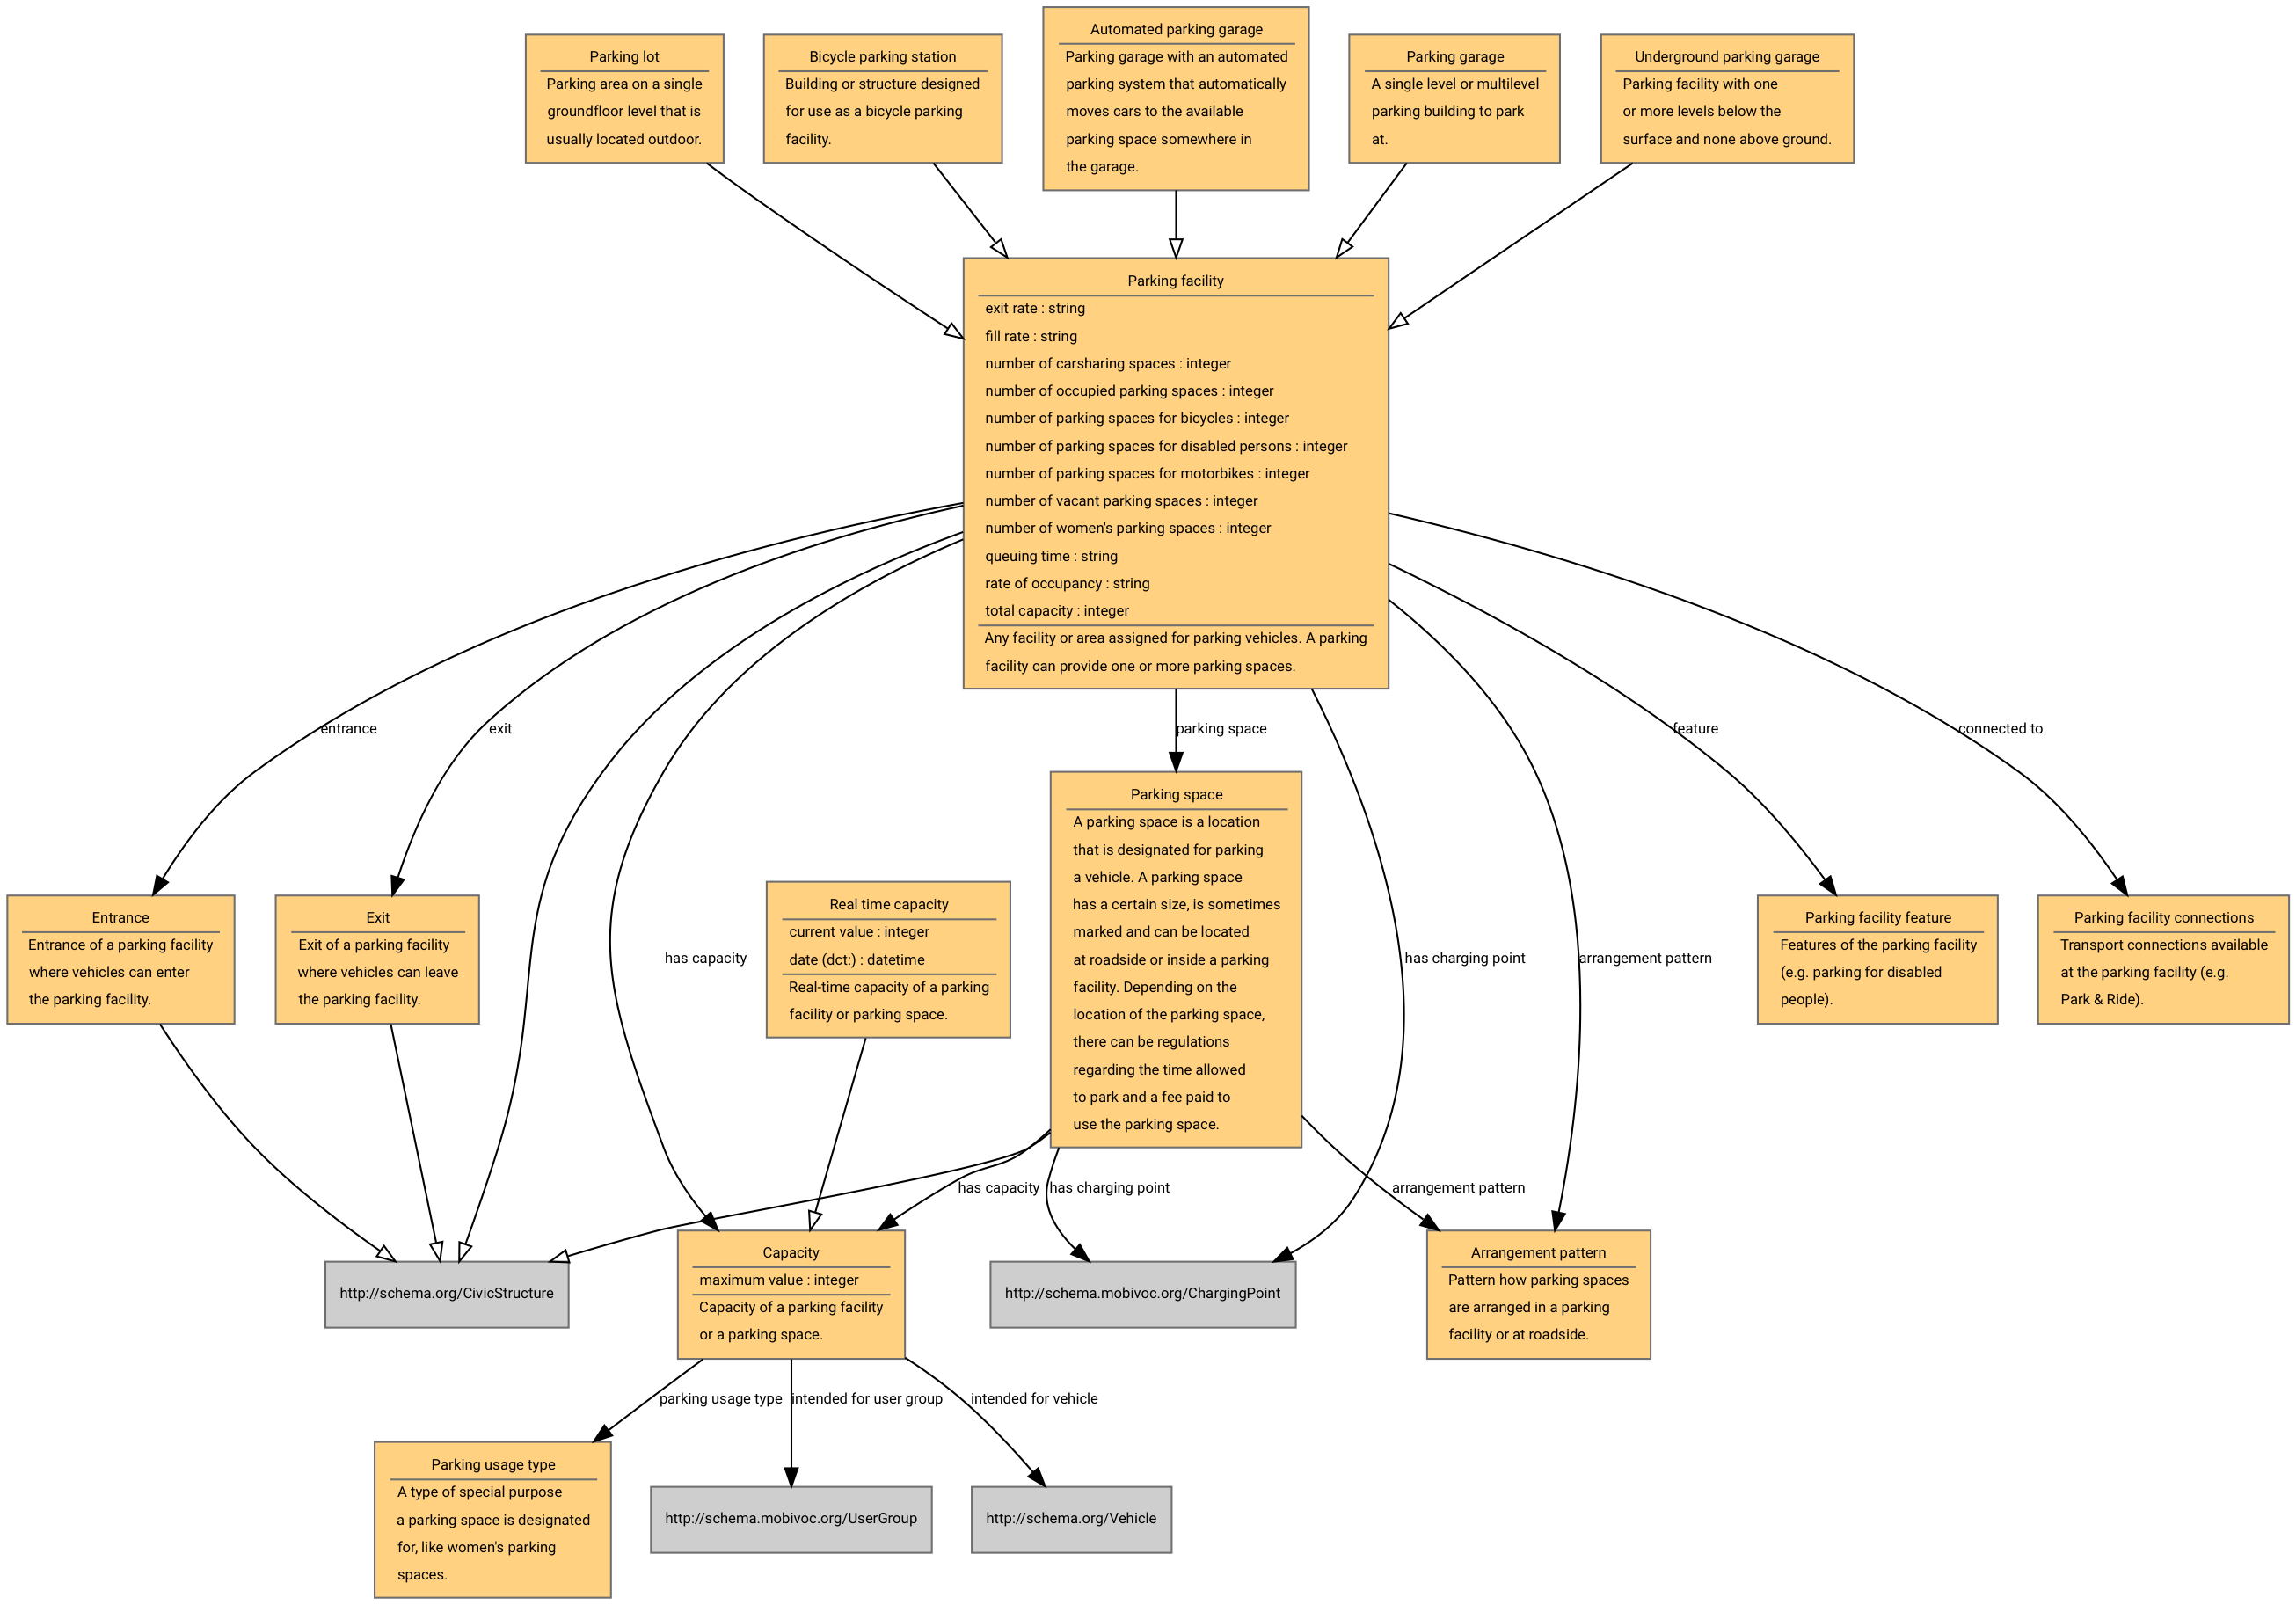 Parking lot
Parking area on a single
groundfloor level that is
usually located outdoor.
Bicycle parking station
Building or structure designed
for use as a bicycle parking
facility.
Automated parking garage
Parking garage with an automated
parking system that automatically
moves cars to the available
parking space somewhere in
the garage.
Parking garage
A single level or multilevel
parking building to park
at.
Underground parking garage
Parking facility with one
or more levels below the
surface and none above ground.
Parking facility
exit rate : string
fill rate : string
number of carsharing spaces : integer
number of occupied parking spaces : integer
number of parking spaces for bicycles : integer
number of parking spaces for disabled persons : integer
number of parking spaces for motorbikes : integer
number of vacant parking spaces : integer
number of women's parking spaces : integer
queuing time : string
rate of occupancy : string
total capacity : integer
Any facility or area assigned for parking vehicles. A parking
facility can provide one or more parking spaces.
entrance
exit
parking space
feature
connected to
Entrance
Entrance of a parking facility
where vehicles can enter
the parking facility.
Exit
Exit of a parking facility
where vehicles can leave
the parking facility.
has capacity
Real time capacity
current value : integer
date (dct:) : datetime
Real-time capacity of a parking
facility or parking space.
Parking space
A parking space is a location
that is designated for parking
a vehicle. A parking space
has a certain size, is sometimes
marked and can be located
at roadside or inside a parking
facility. Depending on the
location of the parking space,
there can be regulations
regarding the time allowed
to park and a fee paid to
use the parking space.
has charging point
arrangement pattern
Parking facility feature
Features of the parking facility
(e.g. parking for disabled
people).
Parking facility connections
Transport connections available
at the parking facility (e.g.
Park & Ride).
has capacity
has charging point
arrangement pattern
http://schema.org/CivicStructure
Capacity
maximum value : integer
Capacity of a parking facility
or a parking space.
http://schema.mobivoc.org/ChargingPoint
Arrangement pattern
Pattern how parking spaces
are arranged in a parking
facility or at roadside.
parking usage type
intended for user group
intended for vehicle
Parking usage type
A type of special purpose
a parking space is designated
for, like women's parking
spaces.
http://schema.mobivoc.org/UserGroup
http://schema.org/Vehicle